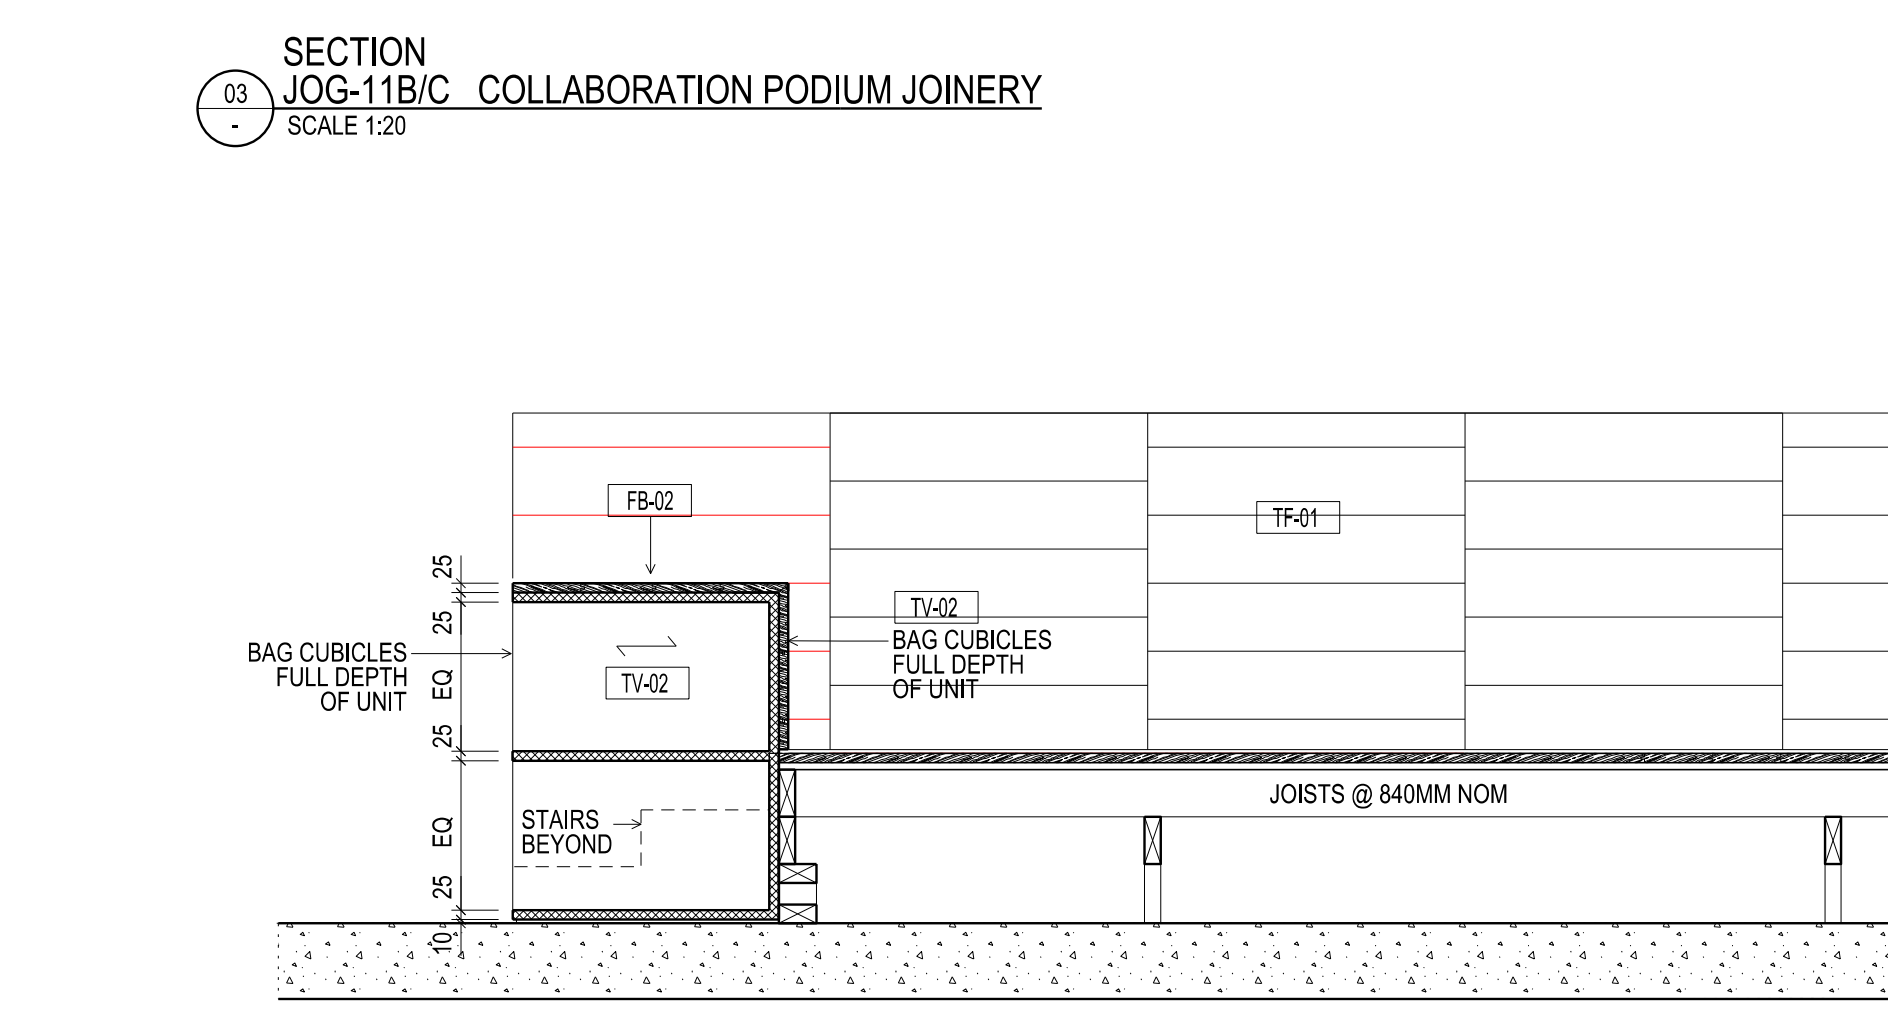 SECTION
03 JOG-11B/C COLLABORATION PODIUM JOINERY
- SCALE 1:20
FB-02
TF-01
25
TV-02
25
BAG CUBICLES
FULL DEPTH
OF UNIT
BAG CUBICLES
FULL DEPTH
OF UNIT
EQ
TV-02
25
JOISTS @ 840MM NOM
STAIRS
BEYOND
EQ
25
10